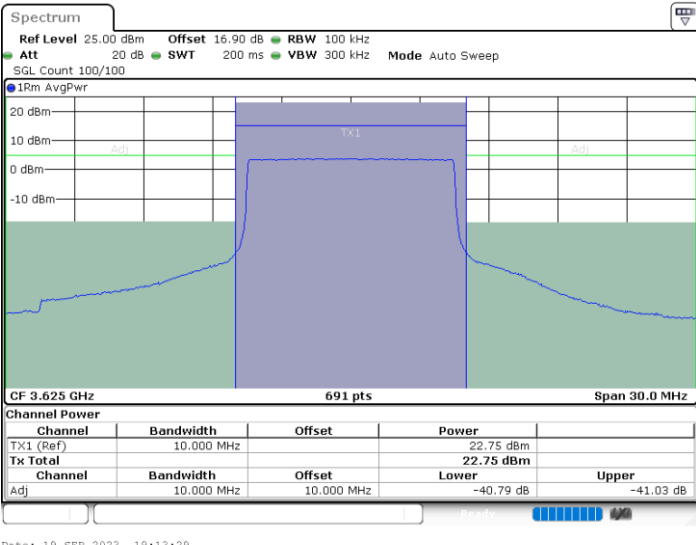 Spectrum
Ref Level 25.00 dBm Offset 16.90 dB RBW 100 kHz
Att 20 dB SWT 200 ms VBW 300 kHz Mode Auto Sweep
SGL Count 100/100
1Rm AvgPwr
20 dBm
TX1
10 dBm
Adj Adj
0 dBm
-10 dBm
CF 3.625 GHz 691 pts Span 30.0 MHz
Channel Power
Channel Bandwidth Offset Power
TX1 (Ref) 10.000 MHz 22.75 dBm
Tx Total 22.75 dBm
Channel Bandwidth Offset Lower Upper
Adj 10.000 MHz 10.000 MHz -40.79 dB -41.03 dB
Ready